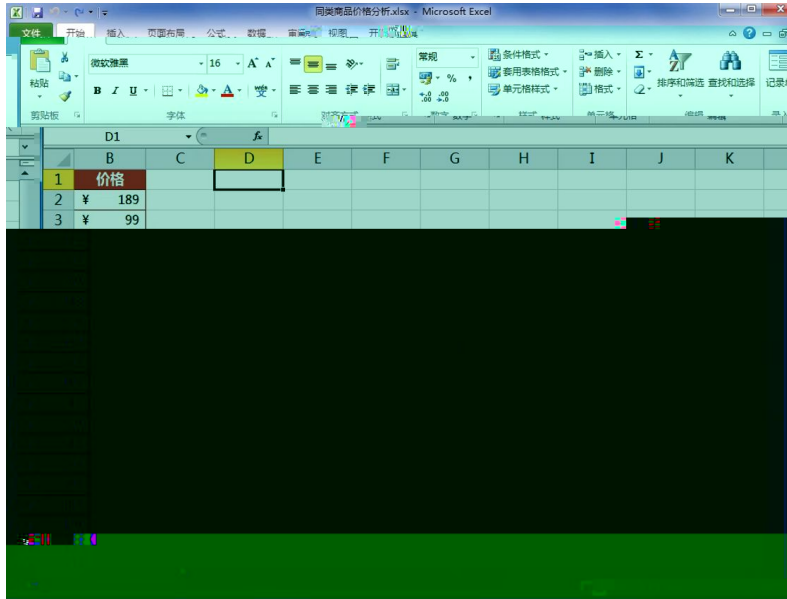 同类商品价格分析.xlsx - Microsoft Excel
文件 开始 插入 页面布局 公式 数据 视图
微软雅黑 16 常规 条件格式 插入 Σ
粘贴 B I U A 变 % , 套用表格格式 删除 排序和筛选 查找和选择
单元格样式 格式
剪贴板 字体 编辑
D1 fx
B C D E F G H I J K
1 价格
2 ¥ 189
3 ¥ 99